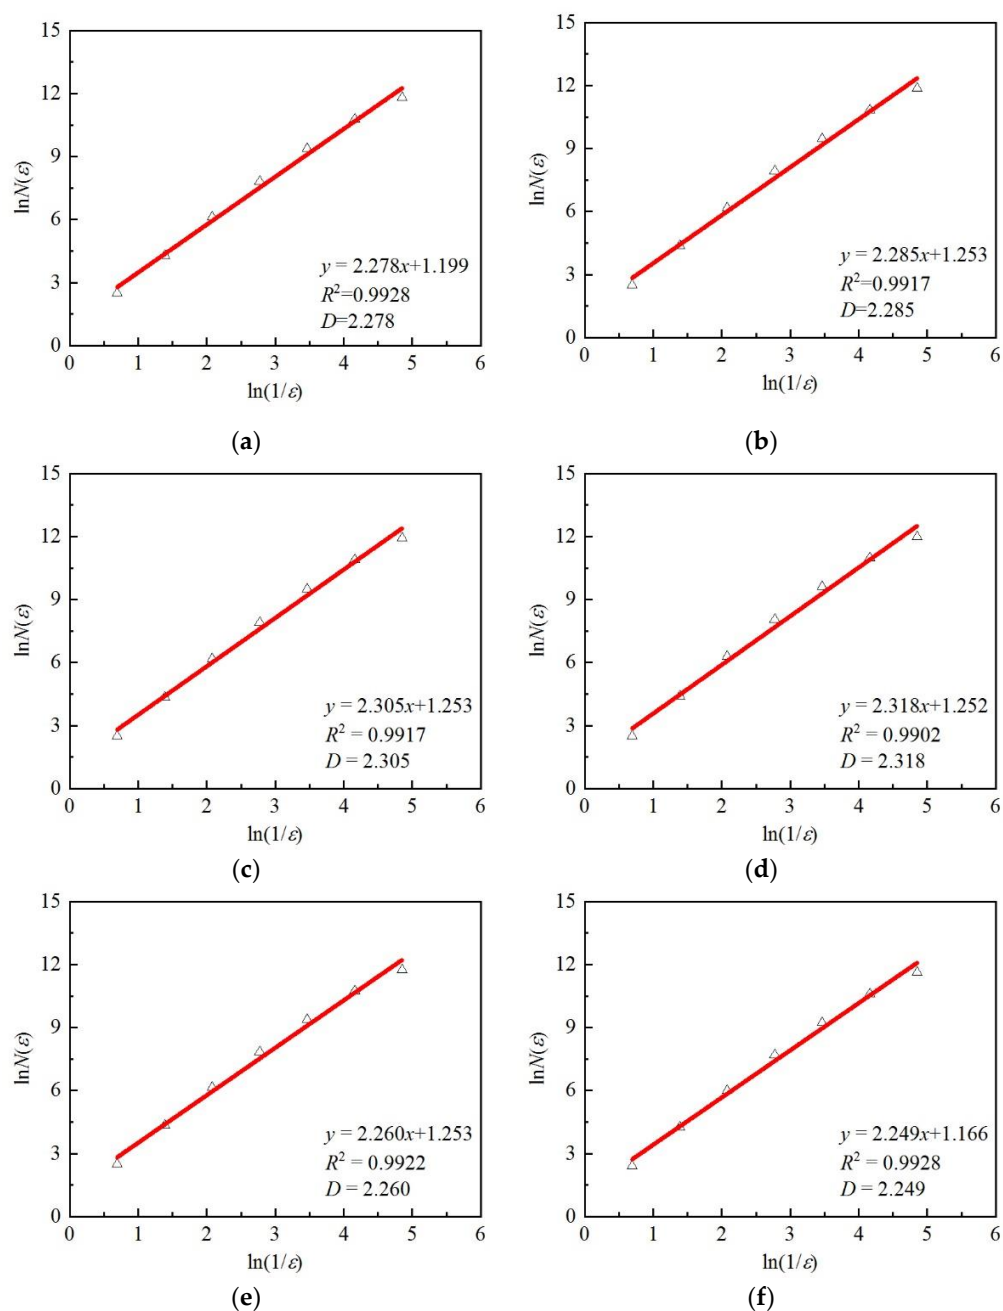 15
12
9
6
3
0
lnN(ε)
y = 2.278x+1.199
R²=0.9928
D=2.278
0 1 2 3 4 5 6
ln(1/ε)
(a)
15
12
9
6
3
0
lnN(ε)
y = 2.285x+1.253
R²=0.9917
D=2.285
0 1 2 3 4 5 6
ln(1/ε)
(b)
15
12
9
6
3
0
lnN(ε)
y = 2.305x+1.253
R² = 0.9917
D = 2.305
0 1 2 3 4 5 6
ln(1/ε)
(c)
15
12
9
6
3
0
lnN(ε)
y = 2.318x+1.252
R² = 0.9902
D = 2.318
0 1 2 3 4 5 6
ln(1/ε)
(d)
15
12
9
6
3
0
lnN(ε)
y = 2.260x+1.253
R² = 0.9922
D = 2.260
0 1 2 3 4 5 6
ln(1/ε)
(e)
15
12
9
6
3
0
lnN(ε)
y = 2.249x+1.166
R² = 0.9928
D = 2.249
0 1 2 3 4 5 6
ln(1/ε)
(f)